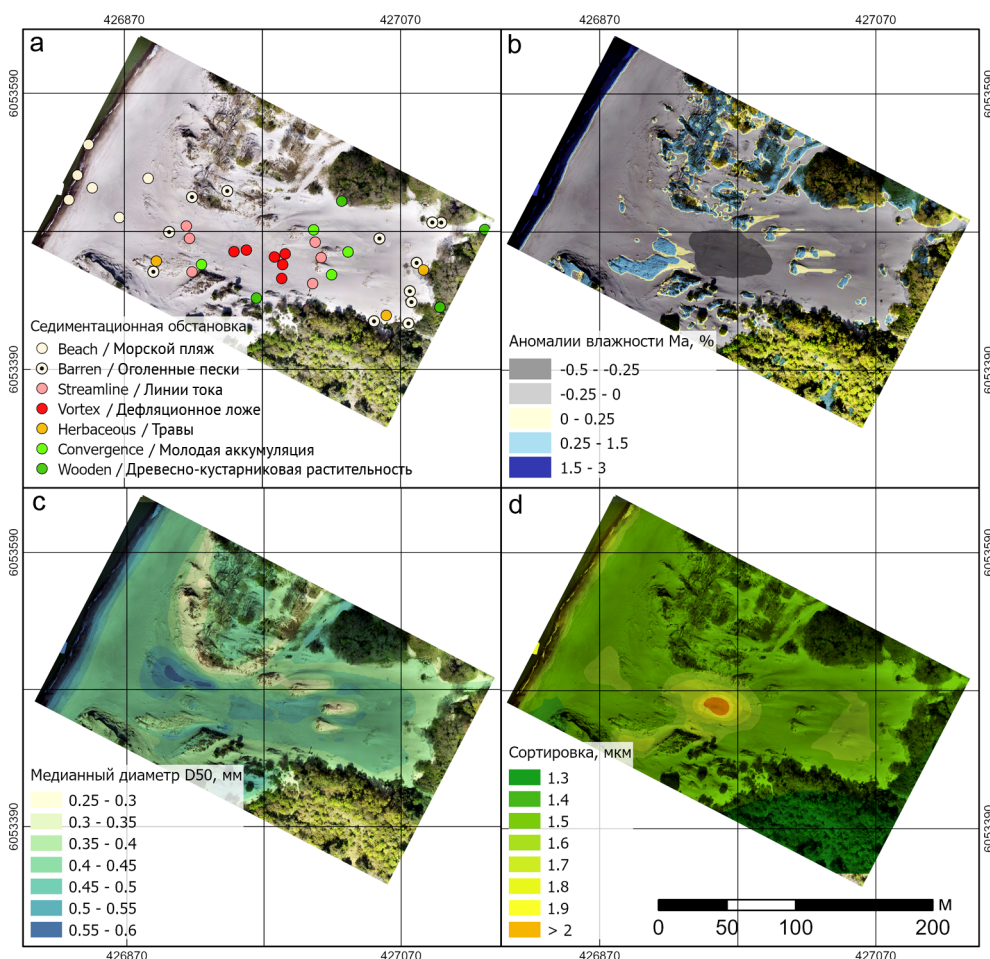 426870
427070
426870
427070
a
b
6053590
6053590
Седиментационная обстановка
Beach / Морской пляж
Barren / Оголенные пески
Streamline / Линии тока
Vortex / Дефляционное ложе
Herbaceous / Травы
Convergence / Молодая аккумуляция
Wooden / Древесно-кустарниковая растительность
6053390
Аномалии влажности Ma, %
-0.5 - -0.25
-0.25 - 0
0 - 0.25
0.25 - 1.5
1.5 - 3
6053390
c
d
6053590
6053590
Медианный диаметр D50, мм
0.25 - 0.3
0.3 - 0.35
0.35 - 0.4
0.4 - 0.45
0.45 - 0.5
0.5 - 0.55
0.55 - 0.6
6053390
Сортировка, мкм
1.3
1.4
1.5
1.6
1.7
1.8
1.9
> 2
6053390
М
0 50 100 200
426870
427070
426870
427070